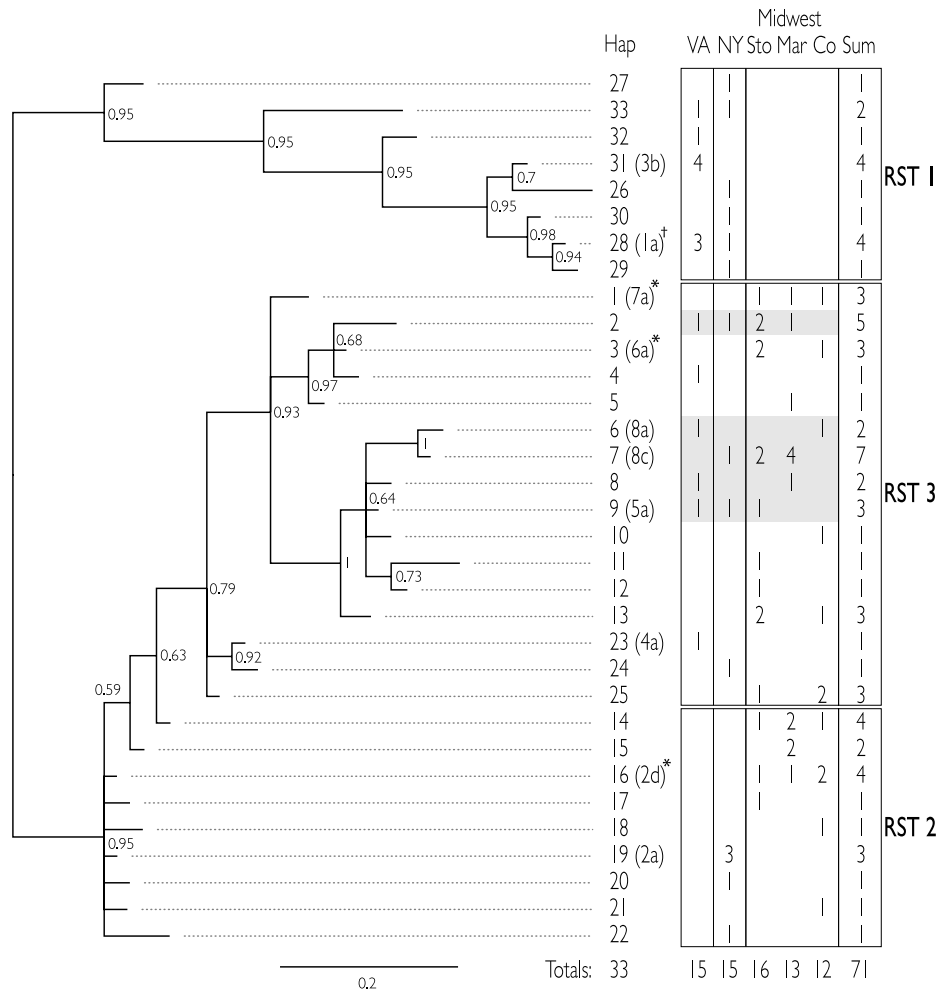 Midwest
Hap VA NY Sto Mar Co Sum
27 1 1
0.95
33 1 1 2
0.95
32 1 1
0.95
31 (3b) 4 4
0.7
RST 1
26 1 1
0.95
30 1 1
0.98
28 (1a)† 3 1 4
0.94
29 1 1
1 (7a)* 1 1 1 3
2 1 1 2 1 5
0.68
3 (6a)* 2 1 3
0.97
4 1 1
5 1 1
0.93
6 (8a) 1 1 2
1
7 (8c) 1 2 4 7
8 1 1 2
RST 3
0.64
9 (5a) 1 1 1 3
10 1 1
11 1 1
1
0.73
12 1 1
0.79
13 2 1 3
23 (4a) 1 1
0.63
0.92
24 1 1
0.59
25 1 2 3
14 1 2 1 4
15 2 2
16 (2d)* 1 1 2 4
17 1 1
18 1 1
RST 2
0.95
19 (2a) 3 3
20 1 1
21 1 1
22 1 1
Totals: 33 15 15 16 13 12 71
0.2